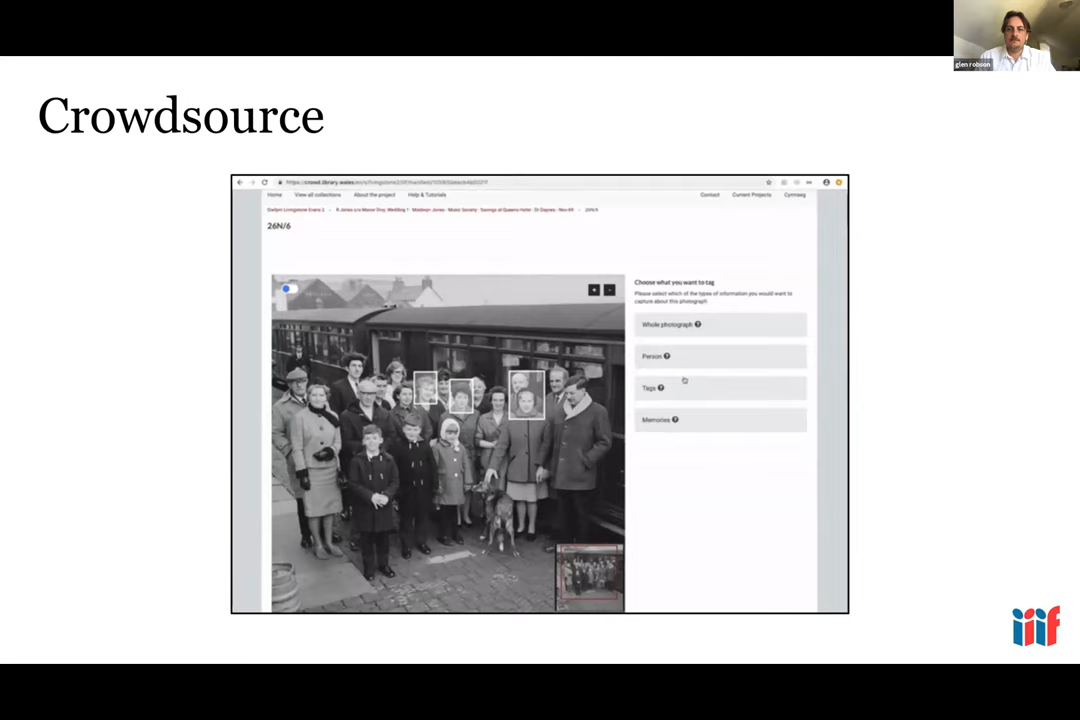 glen robson
Crowdsource
Home View all collections About the project Help & Tutorials Contact Current Projects Cymraeg
26N/6
Choose what you want to tag
Please select which of the types of information you would want to
capture about this photograph
Whole photograph
Person
Tags
Memories
iiif